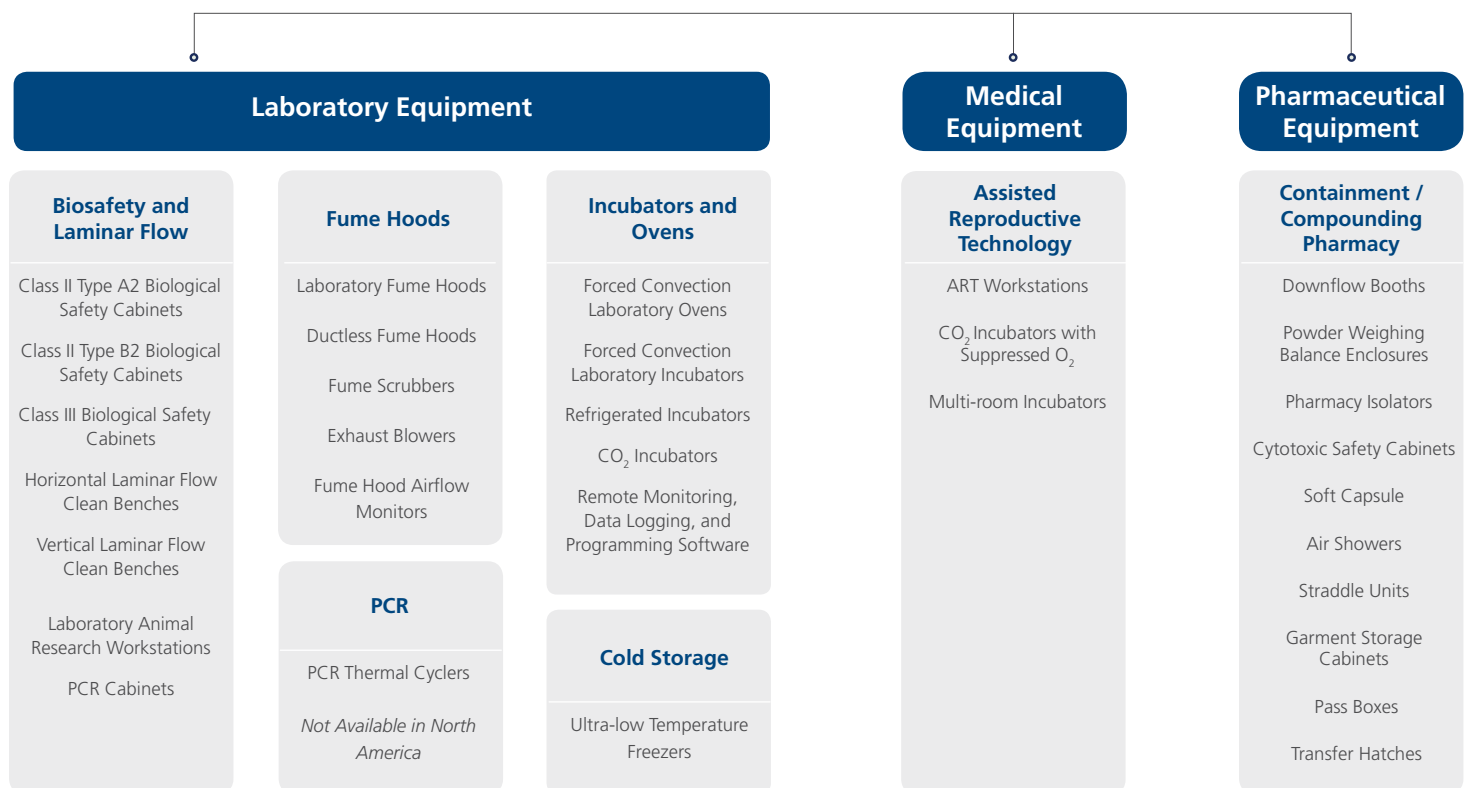 Laboratory Equipment
Biosafety and
Laminar Flow
Class II Type A2 Biological
Safety Cabinets
Class II Type B2 Biological
Safety Cabinets
Class III Biological Safety
Cabinets
Horizontal Laminar Flow
Clean Benches
Vertical Laminar Flow
Clean Benches
Laboratory Animal
Research Workstations
PCR Cabinets
Fume Hoods
Laboratory Fume Hoods
Ductless Fume Hoods
Fume Scrubbers
Exhaust Blowers
Fume Hood Airflow
Monitors
PCR
PCR Thermal Cyclers
Not Available in North
America
Incubators and
Ovens
Forced Convection
Laboratory Ovens
Forced Convection
Laboratory Incubators
Refrigerated Incubators
CO₂ Incubators
Remote Monitoring,
Data Logging, and
Programming Software
Cold Storage
Ultra-low Temperature
Freezers
Medical
Equipment
Assisted
Reproductive
Technology
ART Workstations
CO₂ Incubators with
Suppressed O₂
Multi-room Incubators
Pharmaceutical
Equipment
Containment /
Compounding
Pharmacy
Downflow Booths
Powder Weighing
Balance Enclosures
Pharmacy Isolators
Cytotoxic Safety Cabinets
Soft Capsule
Air Showers
Straddle Units
Garment Storage
Cabinets
Pass Boxes
Transfer Hatches